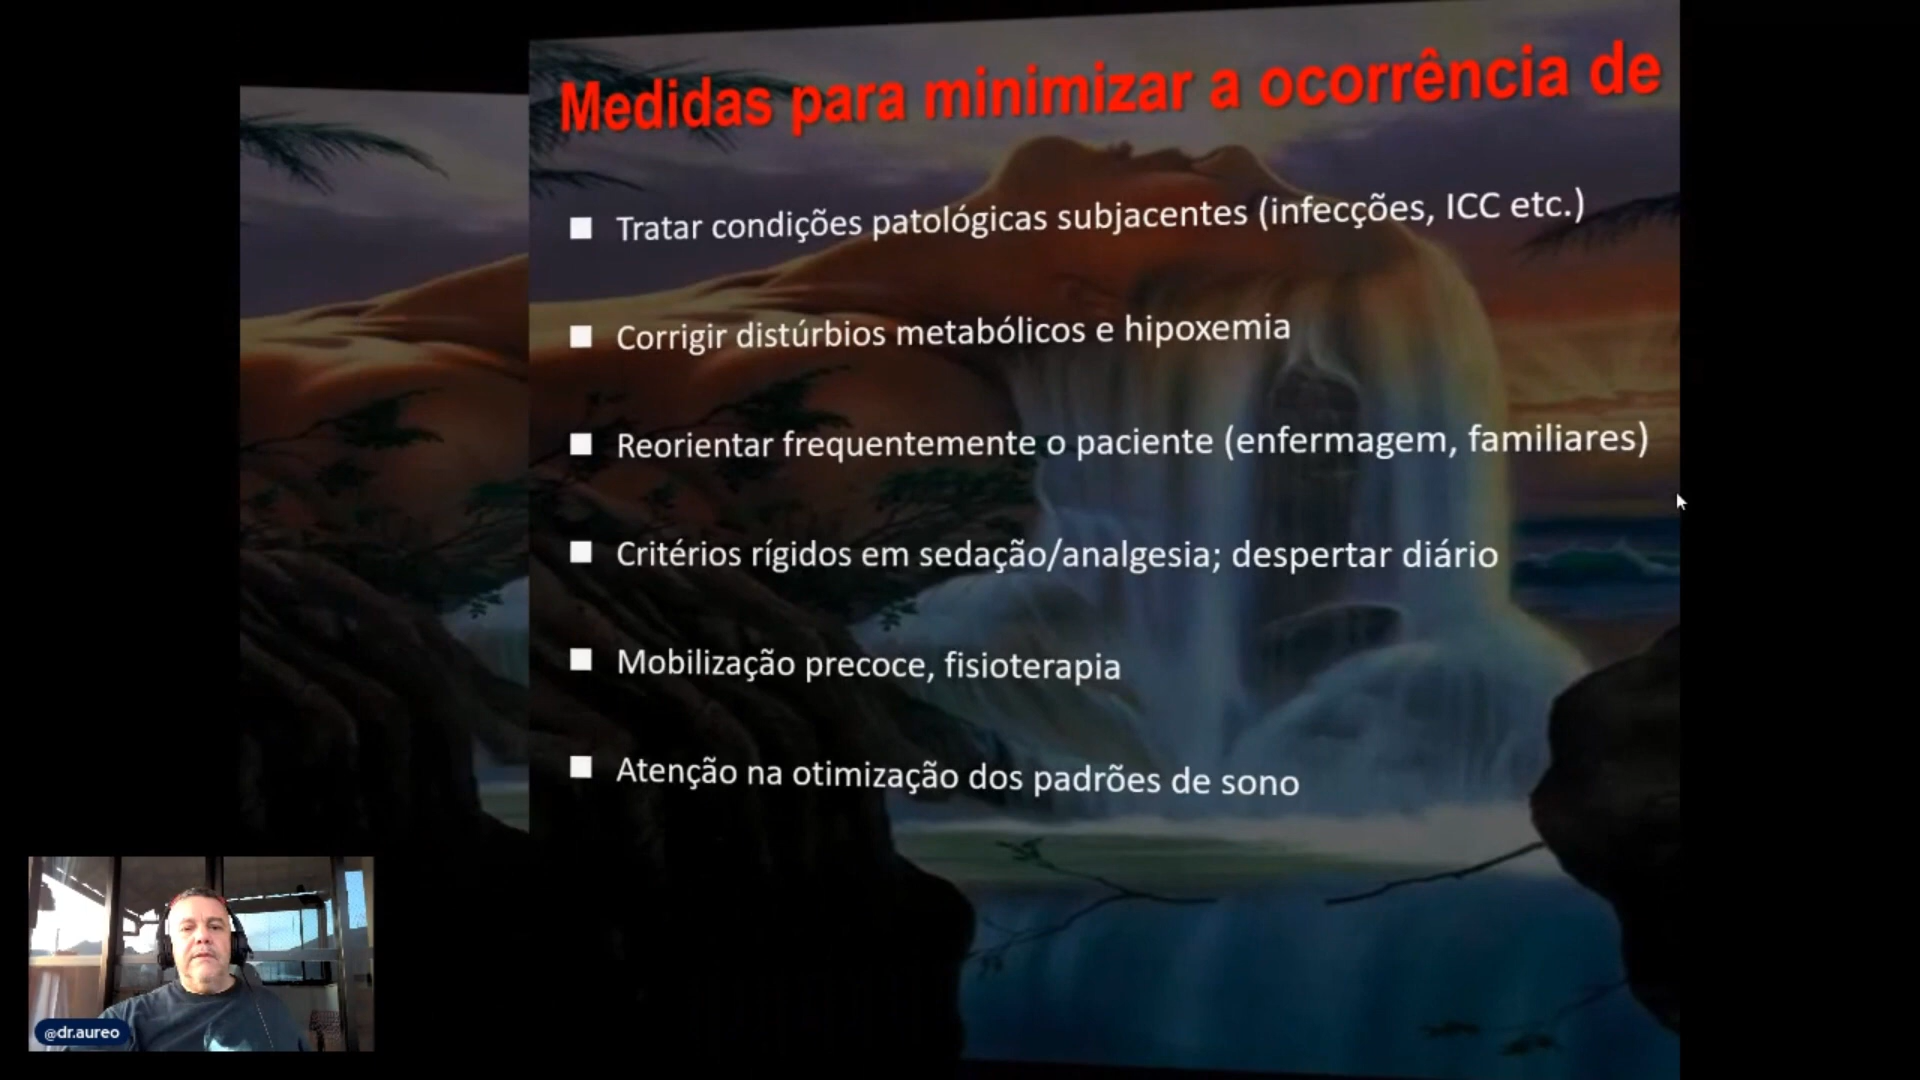 Medidas para minimizar a ocorrência de
Tratar condições patológicas subjacentes (infecções, ICC etc.)
Corrigir distúrbios metabólicos e hipoxemia
Reorientar frequentemente o paciente (enfermagem, familiares)
Critérios rígidos em sedação/analgesia; despertar diário
Mobilização precoce, fisioterapia
Atenção na otimização dos padrões de sono
@dr.aureo